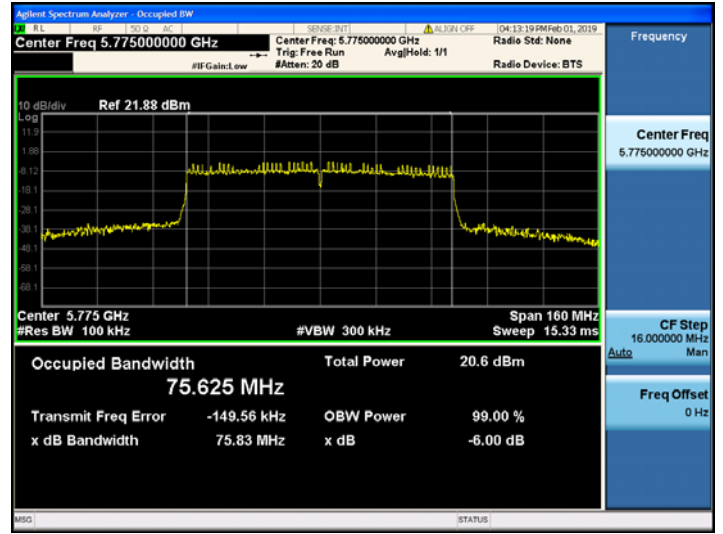 Agilent Spectrum Analyzer - Occupied BW
RL RF 50 Ω AC SENSE:INT ALIGN OFF 04:13:19 PM Feb 01, 2019
Center Freq 5.775000000 GHz
Center Freq: 5.775000000 GHz
Radio Std: None
Trig: Free Run Avg|Hold: 1/1
#IFGain:Low #Atten: 20 dB Radio Device: BTS
10 dB/div Ref 21.88 dBm
Log
11.9
1.88
-8.12
-18.1
-28.1
-38.1
-48.1
-58.1
-68.1
Center 5.775 GHz Span 160 MHz
#Res BW 100 kHz #VBW 300 kHz Sweep 15.33 ms
Occupied Bandwidth Total Power 20.6 dBm
75.625 MHz
Transmit Freq Error -149.56 kHz OBW Power 99.00 %
x dB Bandwidth 75.83 MHz x dB -6.00 dB
Frequency
Center Freq
5.775000000 GHz
CF Step
16.000000 MHz
Auto Man
Freq Offset
0 Hz
MSG STATUS